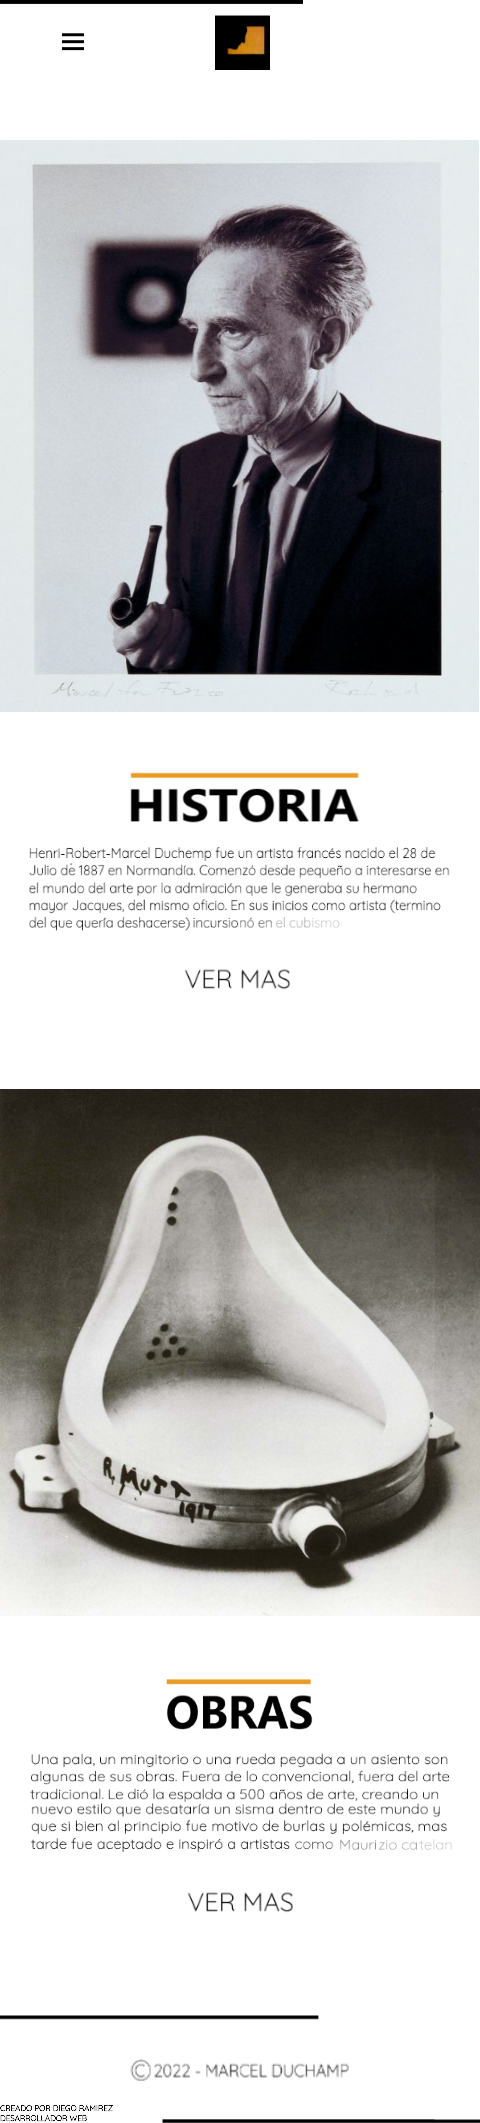 Marcel for France
HISTORIA
Henri-Robert-Marcel Duchemp fue un artista francés nacido el 28 de
Julio de 1887 en Normandía. Comenzó desde pequeño a interesarse en
el mundo del arte por la admiración que le generaba su hermano
mayor Jacques, del mismo oficio. En sus inicios como artista (termino
del que quería deshacerse) incursionó en el cubismo
VER MAS
R. MUTT
1917
OBRAS
Una pala, un mingitorio o una rueda pegada a un asiento son
algunas de sus obras. Fuera de lo convencional, fuera del arte
tradicional. Le dió la espalda a 500 años de arte, creando un
nuevo estilo que desataría un sisma dentro de este mundo y
que si bien al principio fue motivo de burlas y polémicas, mas
tarde fue aceptado e inspiró a artistas como Maurizio catelan
VER MAS
©2022 - MARCEL DUCHAMP
CREADO POR DIEGO RAMIREZ
DESARROLLADOR WEB